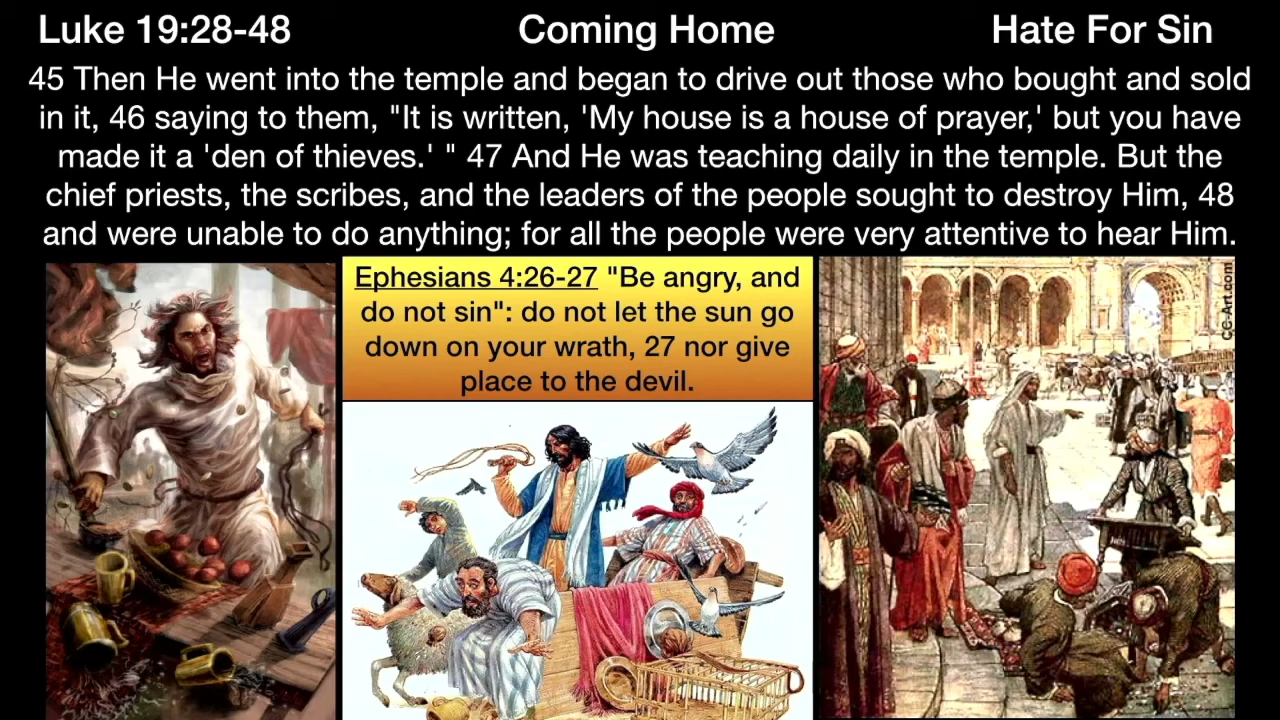 Luke 19:28-48 Coming Home Hate For Sin
45 Then He went into the temple and began to drive out those who bought and sold
in it, 46 saying to them, "It is written, 'My house is a house of prayer,' but you have
made it a 'den of thieves.' " 47 And He was teaching daily in the temple. But the
chief priests, the scribes, and the leaders of the people sought to destroy Him, 48
and were unable to do anything; for all the people were very attentive to hear Him.
Ephesians 4:26-27 "Be angry, and
do not sin": do not let the sun go
down on your wrath, 27 nor give
place to the devil.
CC-Art.com